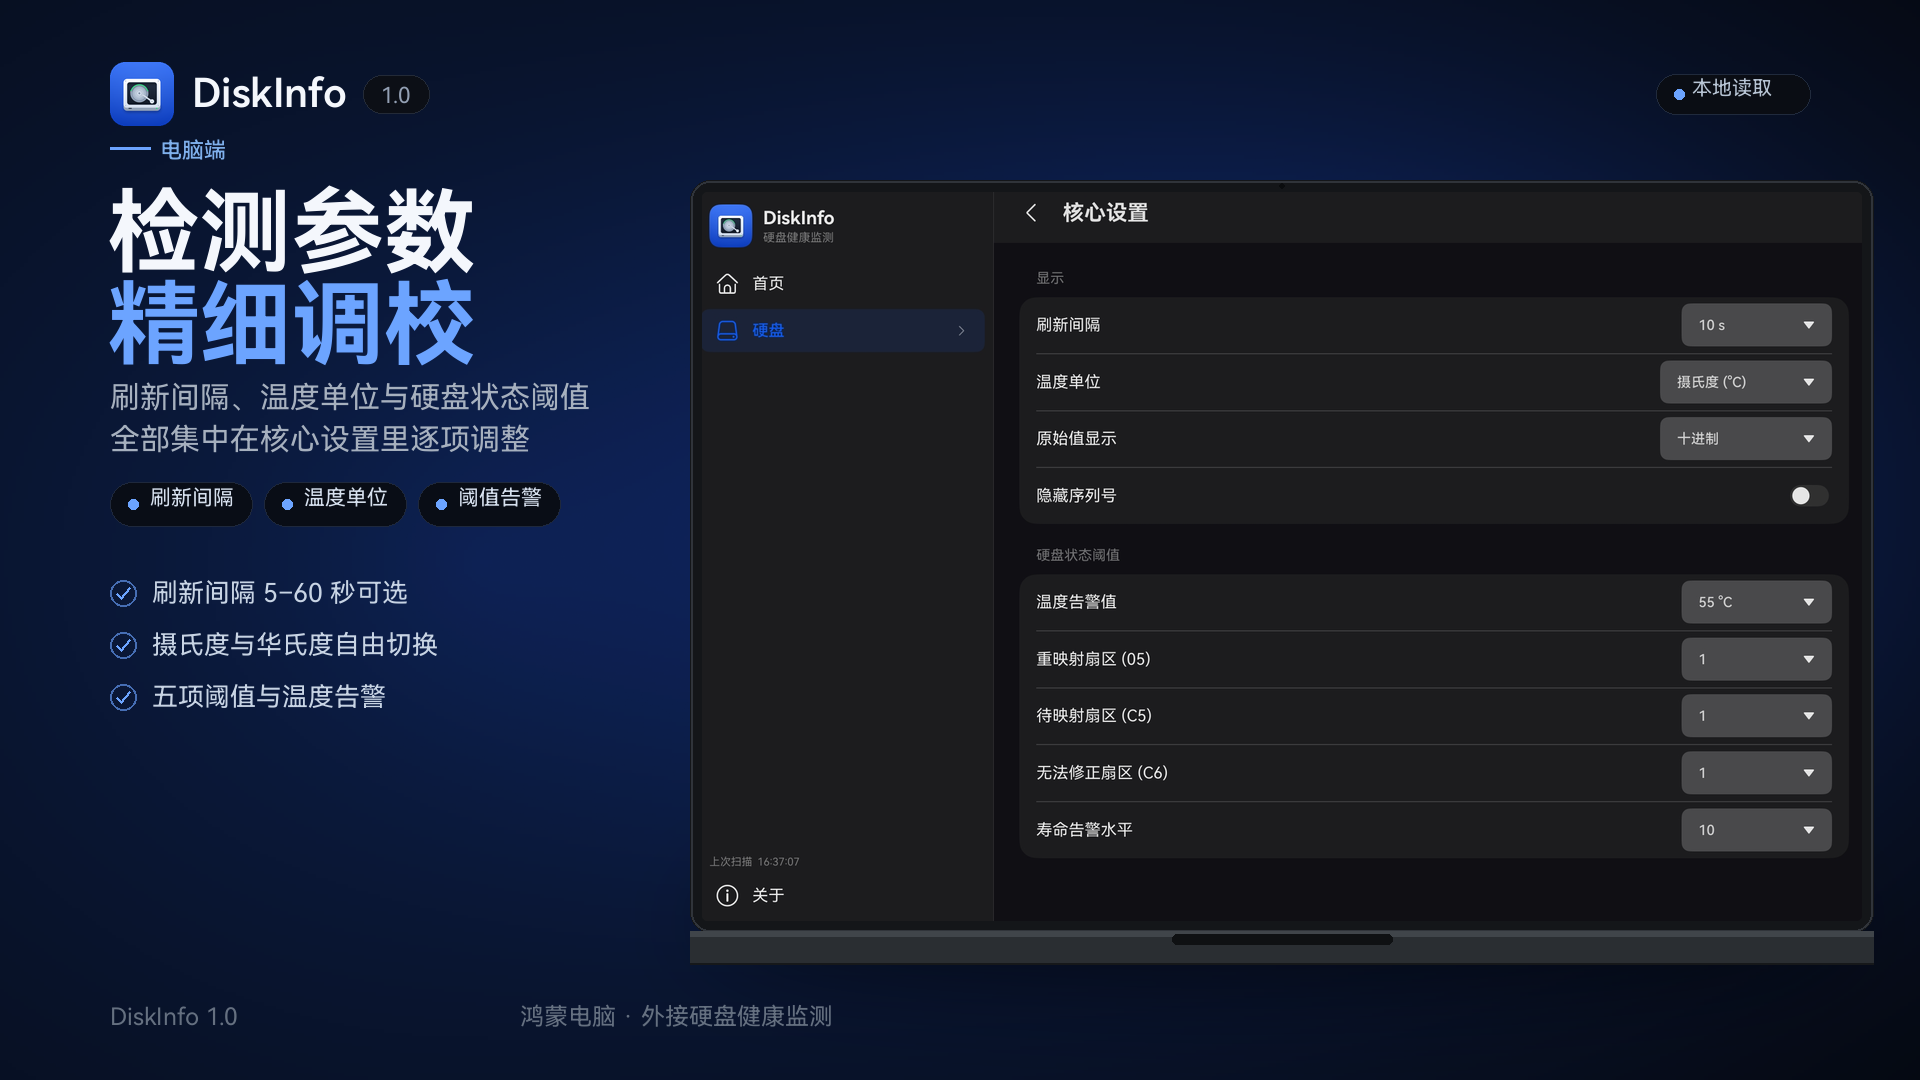 DiskInfo 1.0
本地读取
电脑端
检测参数
精细调校
刷新间隔、温度单位与硬盘状态阈值
全部集中在核心设置里逐项调整
刷新间隔 温度单位 阈值告警
刷新间隔 5–60 秒可选
摄氏度与华氏度自由切换
五项阈值与温度告警
DiskInfo
硬盘健康监测
首页
硬盘
上次扫描 16:37:07
关于
核心设置
显示
刷新间隔 10 s
温度单位 摄氏度 (°C)
原始值显示 十进制
隐藏序列号
硬盘状态阈值
温度告警值 55 °C
重映射扇区 (05) 1
待映射扇区 (C5) 1
无法修正扇区 (C6) 1
寿命告警水平 10
DiskInfo 1.0
鸿蒙电脑 · 外接硬盘健康监测